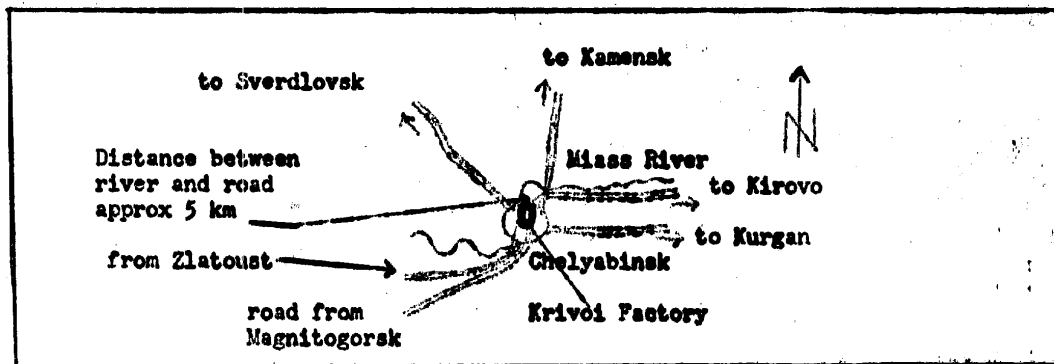 to Kamensk
to Sverdlovsk
N
Distance between
river and road
approx 5 km
Miass River
to Kirovo
to Kurgan
from Zlatoust
Chelyabinsk
road from
Magnitogorsk
Krivoi Factory